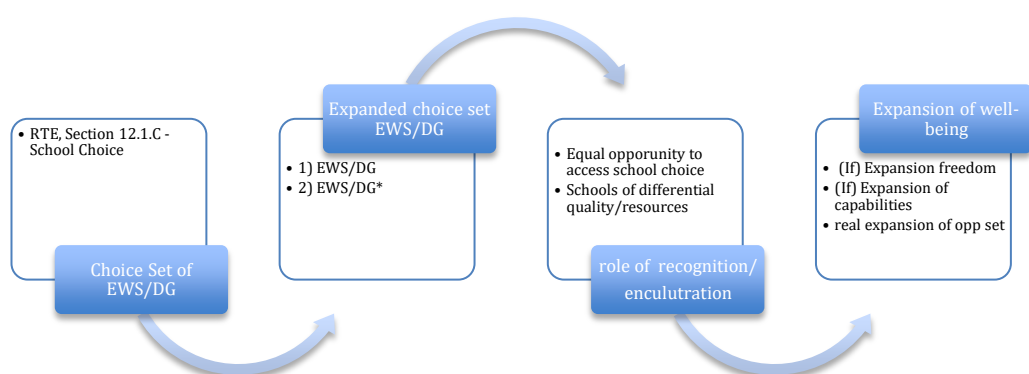 • RTE, Section 12.1.C -
School Choice
Choice Set of
EWS/DG
Expanded choice set
EWS/DG
• 1) EWS/DG
• 2) EWS/DG*
• Equal opporunity to
access school choice
• Schools of differential
quality/resources
role of recognition/
enculutration
Expansion of well-
being
• (If) Expansion freedom
• (If) Expansion of
capabilities
• real expansion of opp set